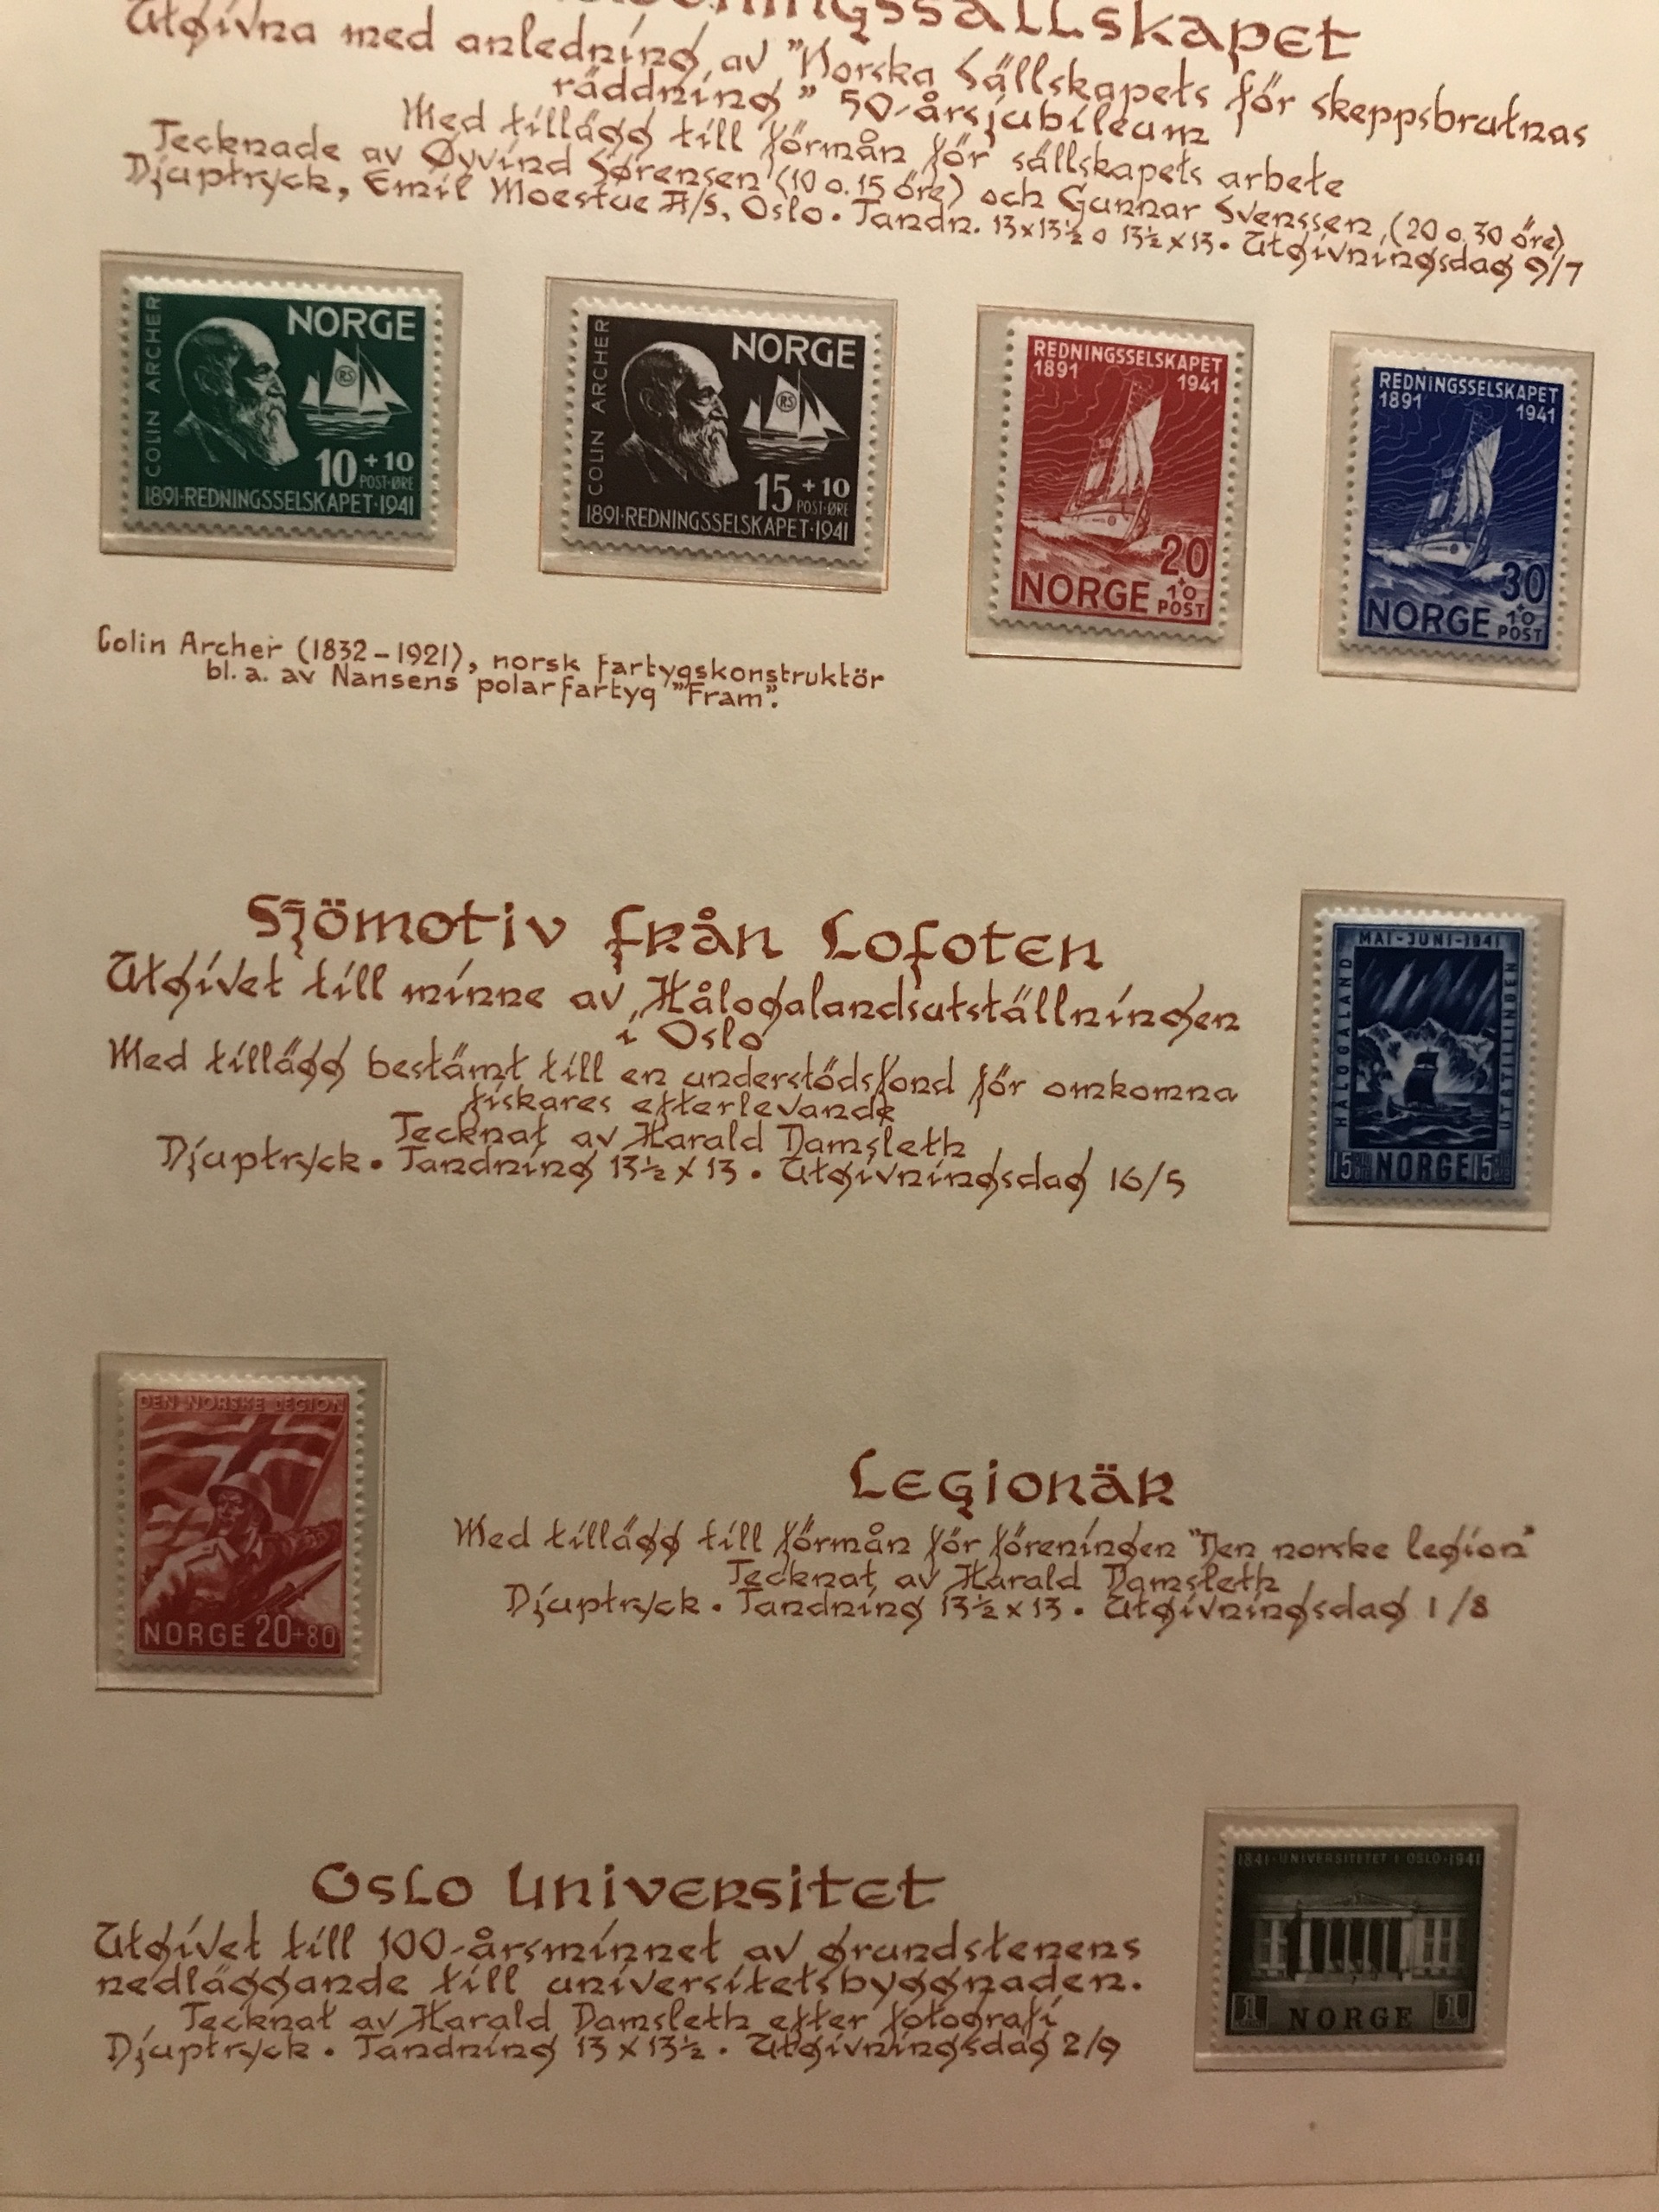 Utgivna med anledning av "Norska Sällskapets för skeppsbrutnas
räddning" 50-årsjubileum
Med tillägg till förmån för sällskapets arbete
Tecknade av Øyvind Sørensen (10 o. 15 öre) och Gunnar Svenssen (20 o. 30 öre)
Djuptryck, Emil Moestue A/S, Oslo. Tandn. 13x13½ o 13½x13. Utgivningsdag 9/7
COLIN ARCHER
NORGE
RS
10 +10
POST·ØRE
1891·REDNINGSSELSKAPET·1941
COLIN ARCHER
NORGE
RS
15 +10
POST·ØRE
1891·REDNINGSSELSKAPET·1941
REDNINGSSELSKAPET
1891 1941
20
+10
NORGE POST
REDNINGSSELSKAPET
1891 1941
30
+10
NORGE POST
Colin Archer (1832–1921), norsk fartygskonstruktör
bl. a. av Nansens polarfartyg "Fram".
Sjömotiv från Lofoten
Utgivet till minne av Hålogalandsutställningen
i Oslo
Med tillägg bestämt till en understödsfond för omkomna
fiskares efterlevande
Tecknat av Harald Damsleth
Djuptryck. Tandning 13½ x 13. Utgivningsdag 16/5
MAI-JUNI-1941
HÅLOGALAND
UTSTILLINGEN
15 NORGE 15
DEN NORSKE LEGION
NORGE 20+80
Legionär
Med tillägg till förmån för föreningen "Den norske legion"
Tecknat av Harald Damsleth
Djuptryck. Tandning 13½ x 13. Utgivningsdag 1/8
Oslo Universitet
Utgivet till 100-årsminnet av grundstenens
nedläggande till universitetsbyggnaden.
Tecknat av Harald Damsleth efter fotografi
Djuptryck. Tandning 13 x 13½. Utgivningsdag 2/9
1841·UNIVERSITETET I OSLO·1941
1 NORGE 1